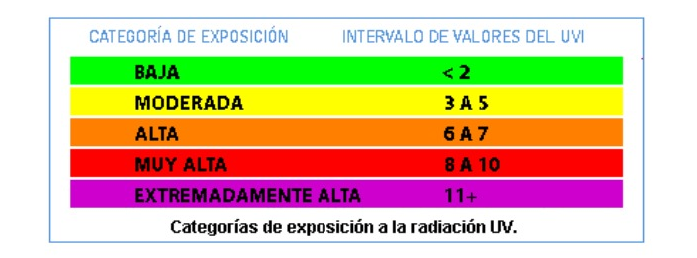 CATEGORÍA DE EXPOSICIÓN INTERVALO DE VALORES DEL UVI
BAJA < 2
MODERADA 3 A 5
ALTA 6 A 7
MUY ALTA 8 A 10
EXTREMADAMENTE ALTA 11+
Categorías de exposición a la radiación UV.